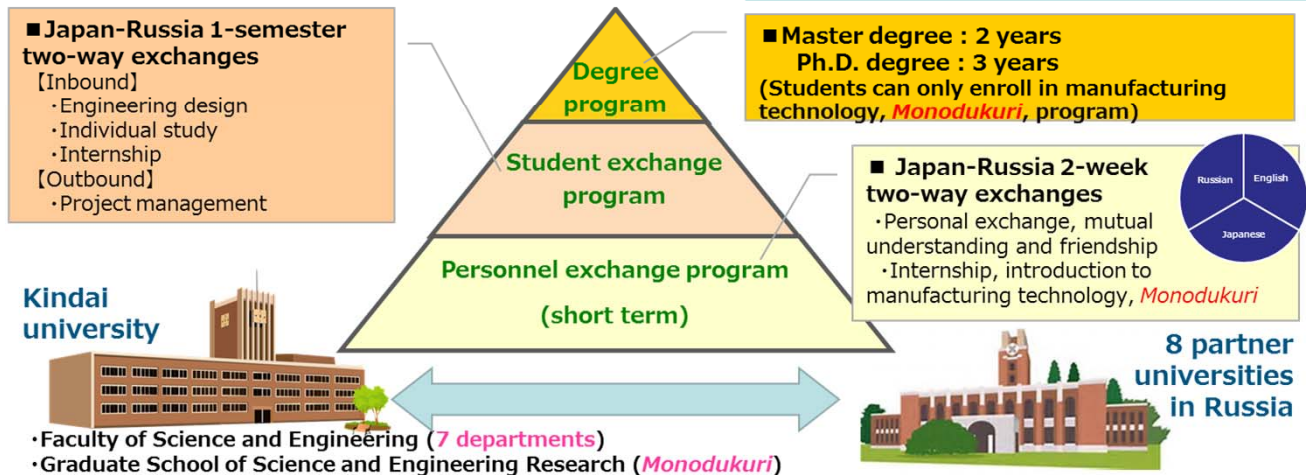 ■Japan-Russia 1-semester
two-way exchanges
【Inbound】
・Engineering design
・Individual study
・Internship
【Outbound】
・Project management
Degree
program
Student exchange
program
Personnel exchange program
(short term)
■Master degree : 2 years
Ph.D. degree : 3 years
(Students can only enroll in manufacturing
technology, Monodukuri, program)
■ Japan-Russia 2-week
two-way exchanges
・Personal exchange, mutual
understanding and friendship
・Internship, introduction to
manufacturing technology, Monodukuri
Russian
English
Japanese
Kindai
university
8 partner
universities
in Russia
・Faculty of Science and Engineering (7 departments)
・Graduate School of Science and Engineering Research (Monodukuri)